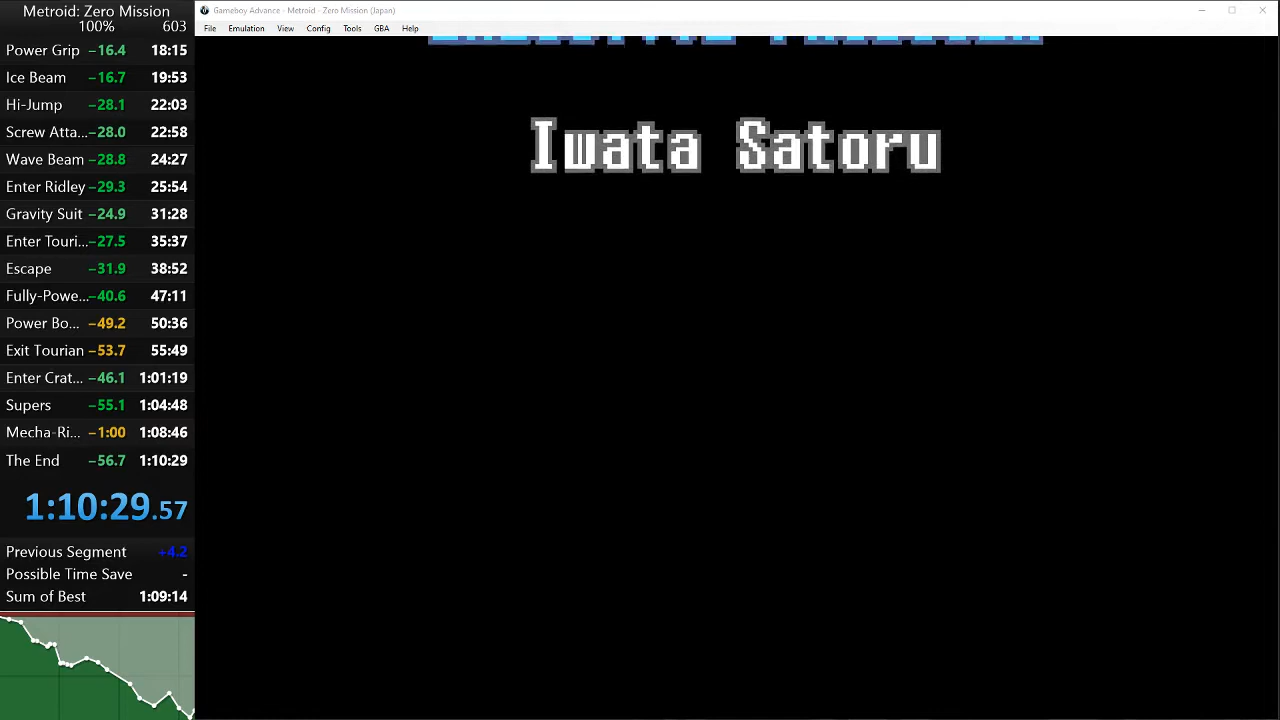 Metroid: Zero Mission
100% 603
Power Grip −16.4 18:15
Ice Beam −16.7 19:53
Hi-Jump −28.1 22:03
Screw Atta... −28.0 22:58
Wave Beam −28.8 24:27
Enter Ridley −29.3 25:54
Gravity Suit −24.9 31:28
Enter Touri... −27.5 35:37
Escape −31.9 38:52
Fully-Powe... −40.6 47:11
Power Bo... −49.2 50:36
Exit Tourian −53.7 55:49
Enter Crat... −46.1 1:01:19
Supers −55.1 1:04:48
Mecha-Ri... −1:00 1:08:46
The End −56.7 1:10:29
1:10:29.57
Previous Segment +4.2
Possible Time Save -
Sum of Best 1:09:14
Gameboy Advance - Metroid - Zero Mission (Japan)
File Emulation View Config Tools GBA Help
Iwata Satoru